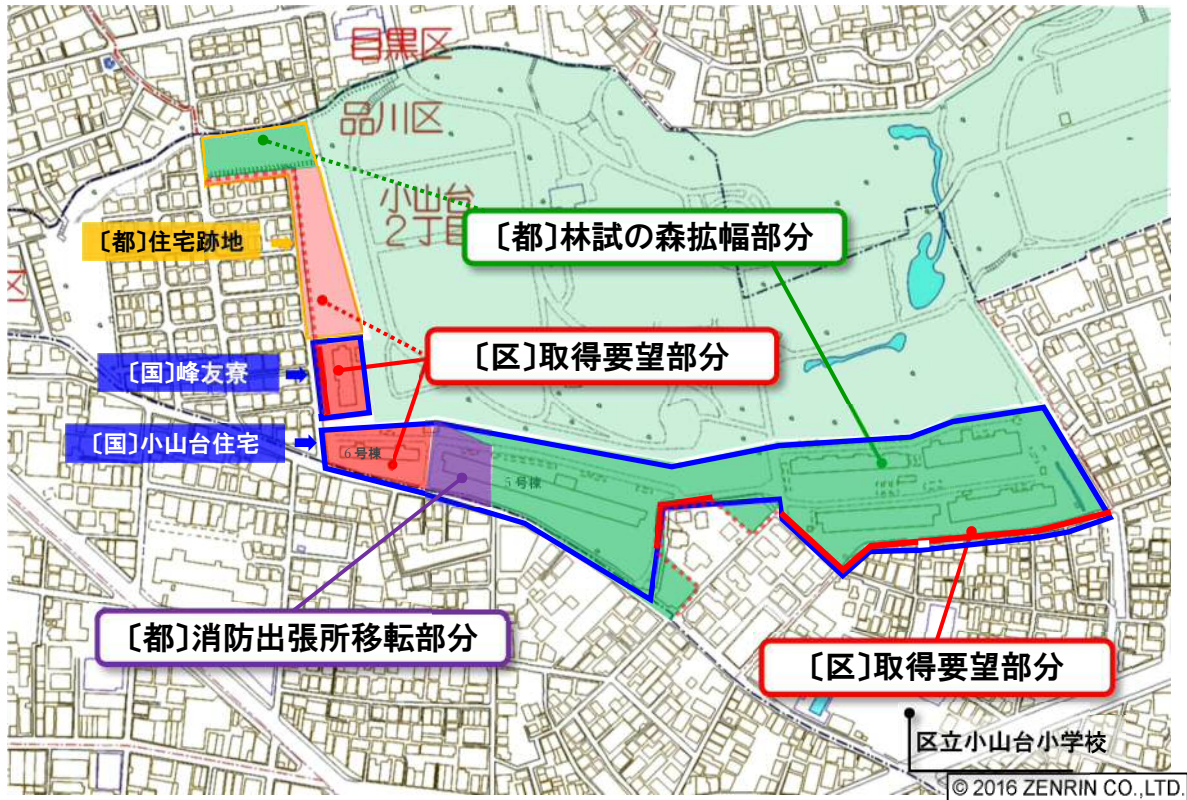 目黒区
品川区
小山台
2丁目
〔都〕林試の森拡幅部分
〔都〕住宅跡地
区
〔区〕取得要望部分
〔国〕峰友寮
〔国〕小山台住宅
6号棟
5号棟
〔都〕消防出張所移転部分
〔区〕取得要望部分
区立小山台小学校
© 2016 ZENRIN CO.,LTD.